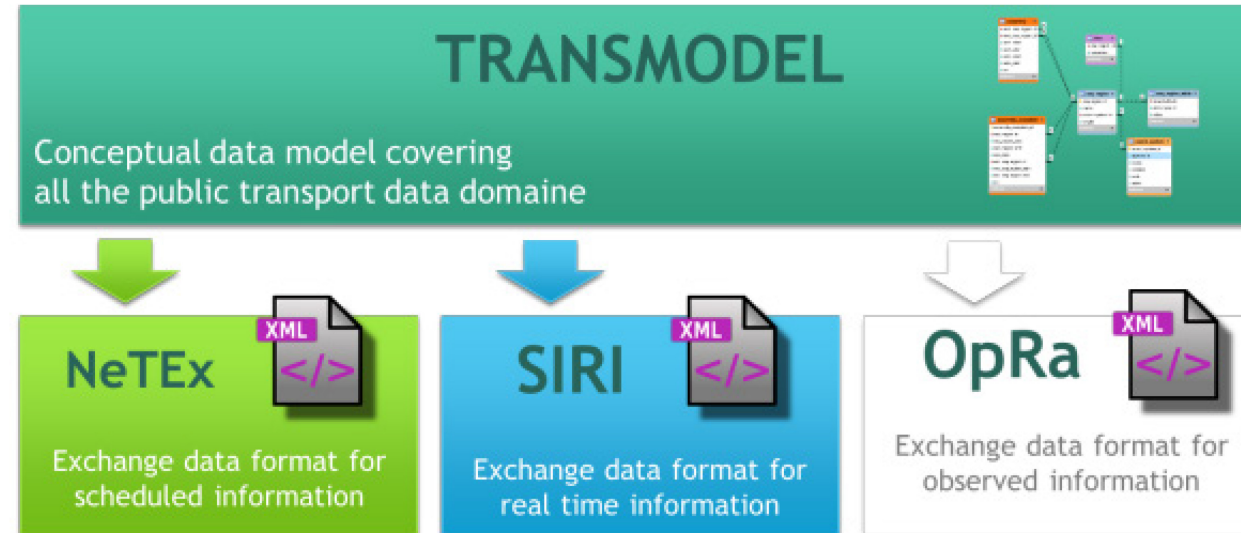 TRANSMODEL
Conceptual data model covering
all the public transport data domaine
XML
</>
NeTEx
Exchange data format for
scheduled information
XML
</>
SIRI
Exchange data format for
real time information
XML
</>
OpRa
Exchange data format for
observed information